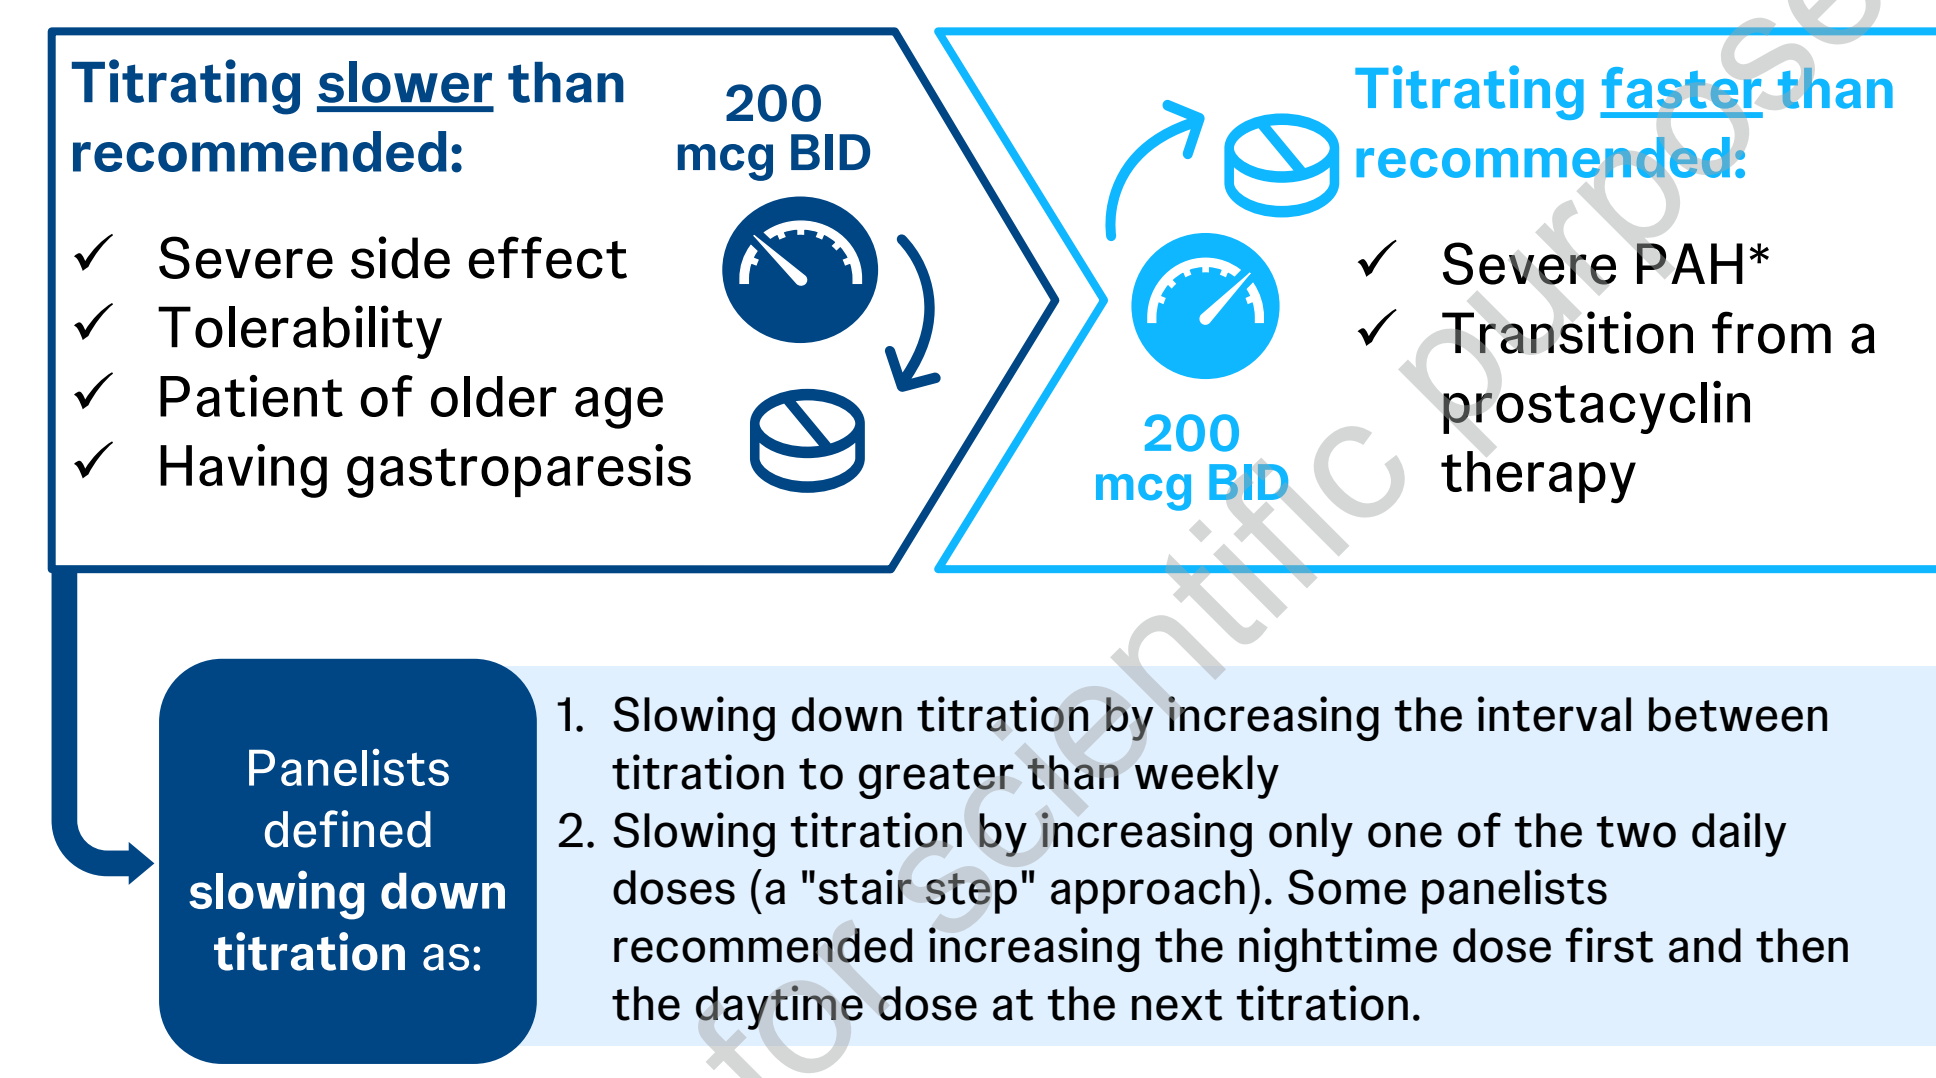 Titrating slower than
recommended:
200
mcg BID
✓ Severe side effect
✓ Tolerability
✓ Patient of older age
✓ Having gastroparesis
Titrating faster than
recommended:
✓ Severe PAH*
✓ Transition from a
prostacyclin
therapy
200
mcg BID
Panelists
defined
slowing down
titration as:
1. Slowing down titration by increasing the interval between
titration to greater than weekly
2. Slowing titration by increasing only one of the two daily
doses (a "stair step" approach). Some panelists
recommended increasing the nighttime dose first and then
the daytime dose at the next titration.
for scientific purpose